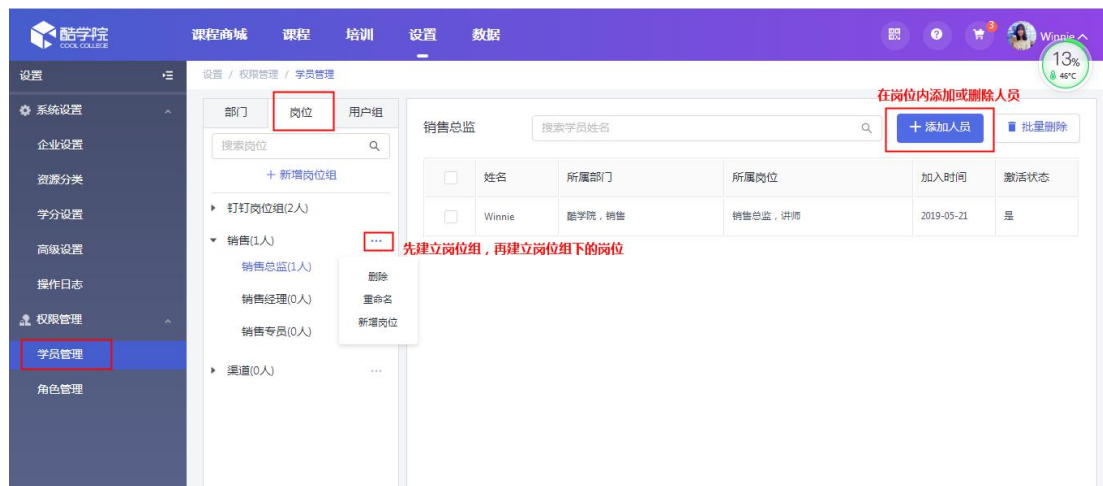 酷学院 课程商城 课程 培训 设置 数据 3 Winnie
COOL COLLEGE
13%
46℃
设置 设置 / 权限管理 / 学员管理
在岗位内添加或删除人员
系统设置 部门 岗位 用户组
销售总监 搜索学员姓名 + 添加人员 批量删除
企业设置 搜索岗位
资源分类 + 新增岗位组 姓名 所属部门 所属岗位 加入时间 激活状态
学分设置 钉钉岗位组(2人) Winnie 酷学院 , 销售 销售总监 , 讲师 2019-05-21 是
高级设置 销售(1人) ... 先建立岗位组 , 再建立岗位组下的岗位
销售总监(1人) 删除
操作日志 销售经理(0人) 重命名
权限管理 销售专员(0人) 新增岗位
学员管理
渠道(0人) ...
角色管理